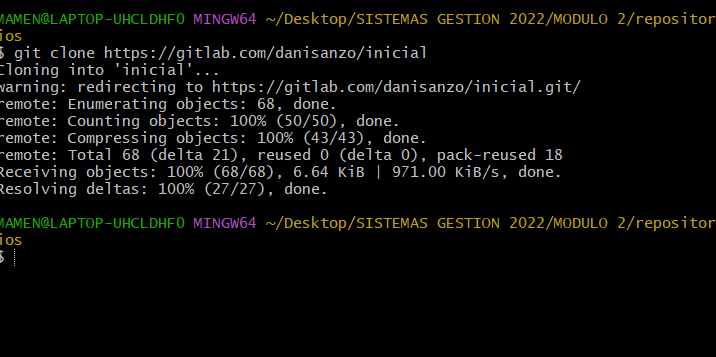 MAMEN@LAPTOP-UHCLDHF0 MINGW64 ~/Desktop/SISTEMAS GESTION 2022/MODULO 2/repositor
ios
$ git clone https://gitlab.com/danisanzo/inicial
Cloning into 'inicial'...
warning: redirecting to https://gitlab.com/danisanzo/inicial.git/
remote: Enumerating objects: 68, done.
remote: Counting objects: 100% (50/50), done.
remote: Compressing objects: 100% (43/43), done.
remote: Total 68 (delta 21), reused 0 (delta 0), pack-reused 18
Receiving objects: 100% (68/68), 6.64 KiB | 971.00 KiB/s, done.
Resolving deltas: 100% (27/27), done.
MAMEN@LAPTOP-UHCLDHF0 MINGW64 ~/Desktop/SISTEMAS GESTION 2022/MODULO 2/repositor
ios
$